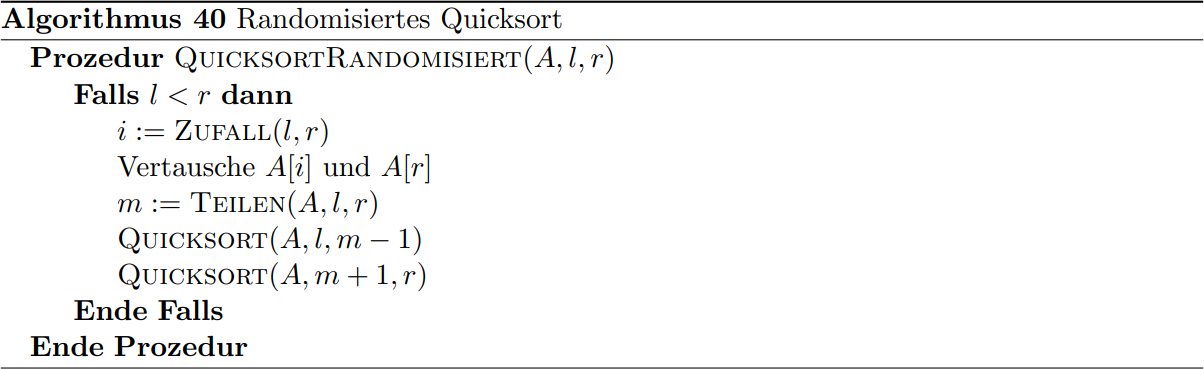 Algorithmus 40 Randomisiertes Quicksort
Prozedur QUICKSORTRANDOMISIERT(A, l, r)
Falls l < r dann
i := ZUFALL(l, r)
Vertausche A[i] und A[r]
m := TEILEN(A, l, r)
QUICKSORT(A, l, m − 1)
QUICKSORT(A, m + 1, r)
Ende Falls
Ende Prozedur